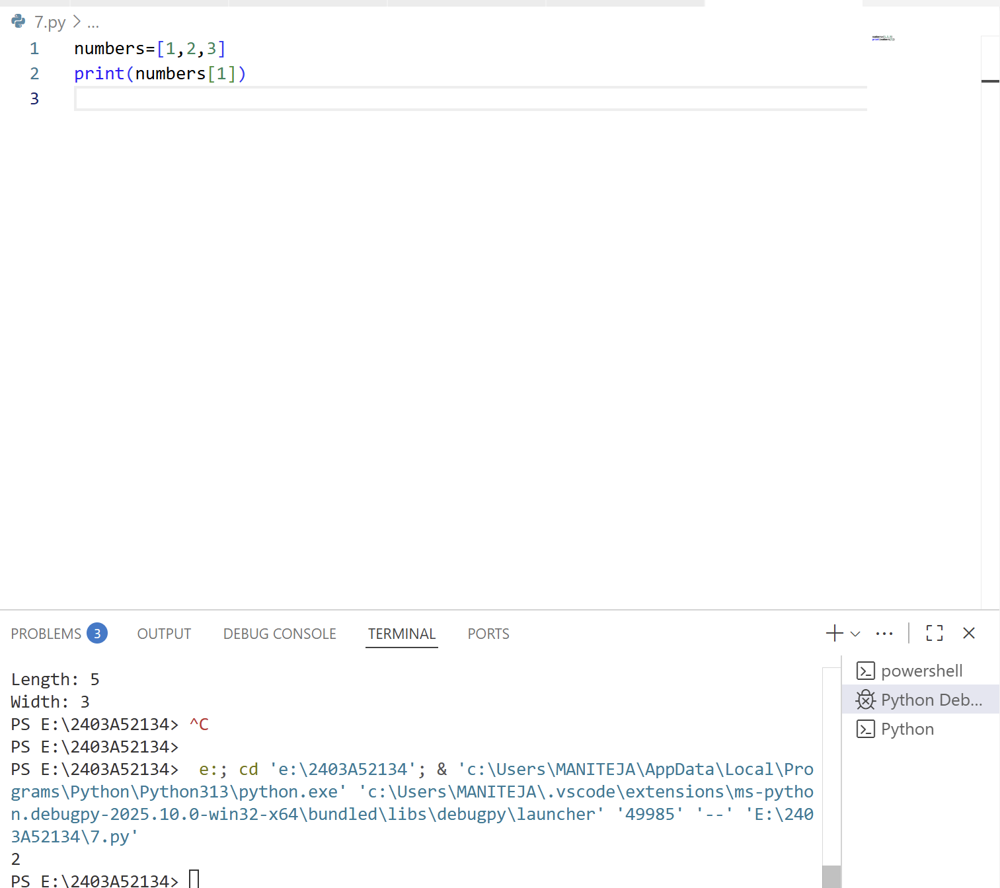 7.py > ...
1 numbers=[1,2,3]
2 print(numbers[1])
3
PROBLEMS 3 OUTPUT DEBUG CONSOLE TERMINAL PORTS
Length: 5
Width: 3
PS E:\2403A52134> ^C
PS E:\2403A52134>
PS E:\2403A52134>  e:; cd 'e:\2403A52134'; & 'c:\Users\MANITEJA\AppData\Local\Pro
grams\Python\Python313\python.exe' 'c:\Users\MANITEJA\.vscode\extensions\ms-pytho
n.debugpy-2025.10.0-win32-x64\bundled\libs\debugpy\launcher' '49985' '--' 'E:\240
3A52134\7.py'
2
PS E:\2403A52134>
powershell
Python Deb...
Python